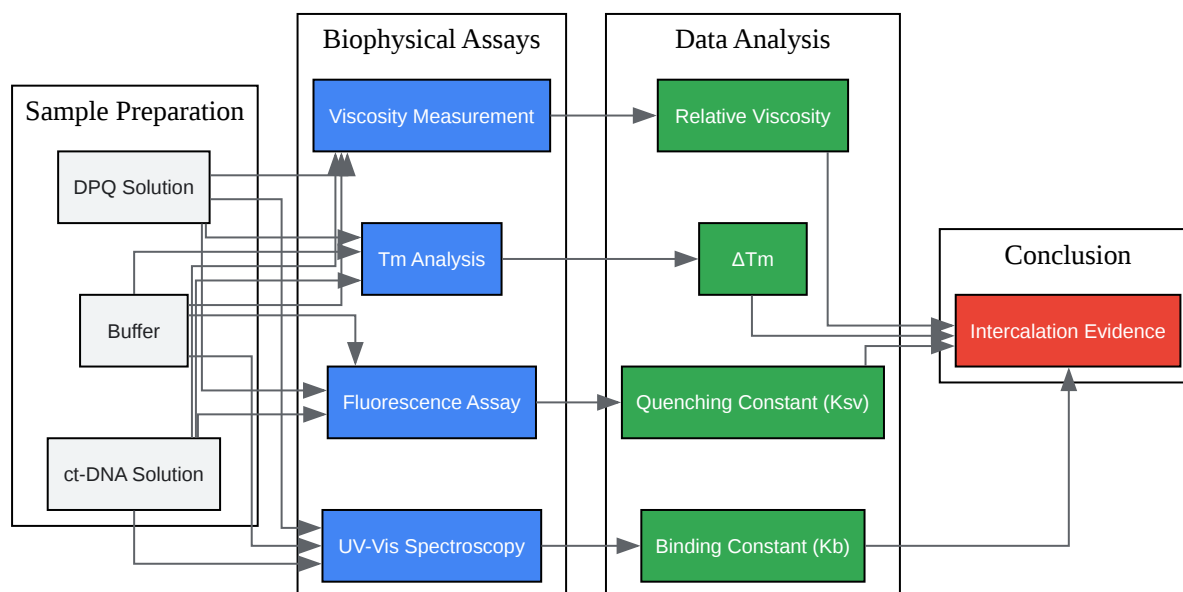 Sample Preparation
DPQ Solution
Buffer
ct-DNA Solution
Biophysical Assays
Viscosity Measurement
Tm Analysis
Fluorescence Assay
UV-Vis Spectroscopy
Data Analysis
Relative Viscosity
ΔTm
Quenching Constant (Ksv)
Binding Constant (Kb)
Conclusion
Intercalation Evidence